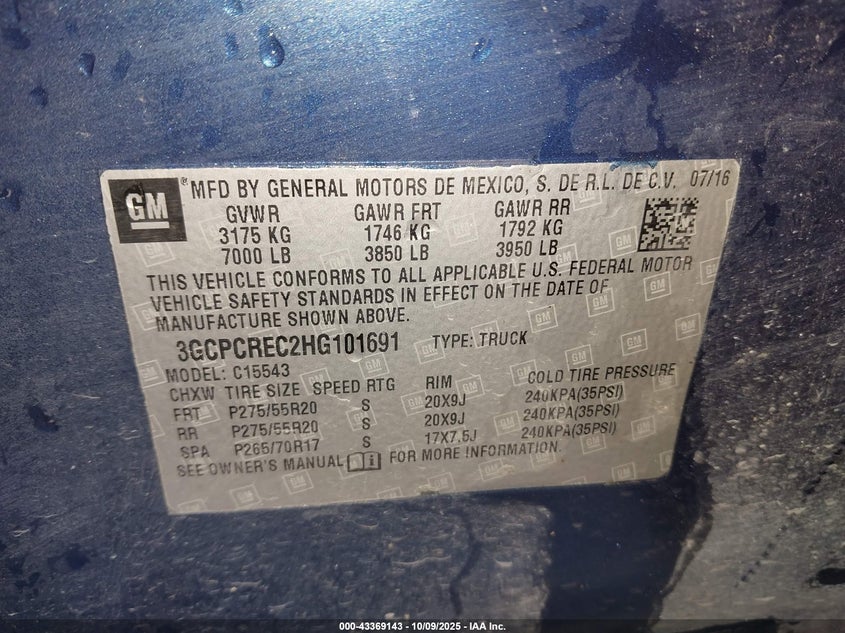 GM ® MFD BY GENERAL MOTORS DE MEXICO, S. DE R.L. DE C.V. 07/16
GVWR GAWR FRT GAWR RR
3175 KG 1746 KG 1792 KG
7000 LB 3850 LB 3950 LB
THIS VEHICLE CONFORMS TO ALL APPLICABLE U.S. FEDERAL MOTOR
VEHICLE SAFETY STANDARDS IN EFFECT ON THE DATE OF
MANUFACTURE SHOWN ABOVE.
3GCPCREC2HG101691 TYPE: TRUCK
MODEL: C15543
CHXW TIRE SIZE SPEED RTG RIM COLD TIRE PRESSURE
FRT P275/55R20 S 20X9J 240KPA(35PSI)
RR P275/55R20 S 20X9J 240KPA(35PSI)
SPA P265/70R17 S 17X7.5J 240KPA(35PSI)
SEE OWNER'S MANUAL FOR MORE INFORMATION.
000-43369143 - 10/09/2025 - IAA Inc.